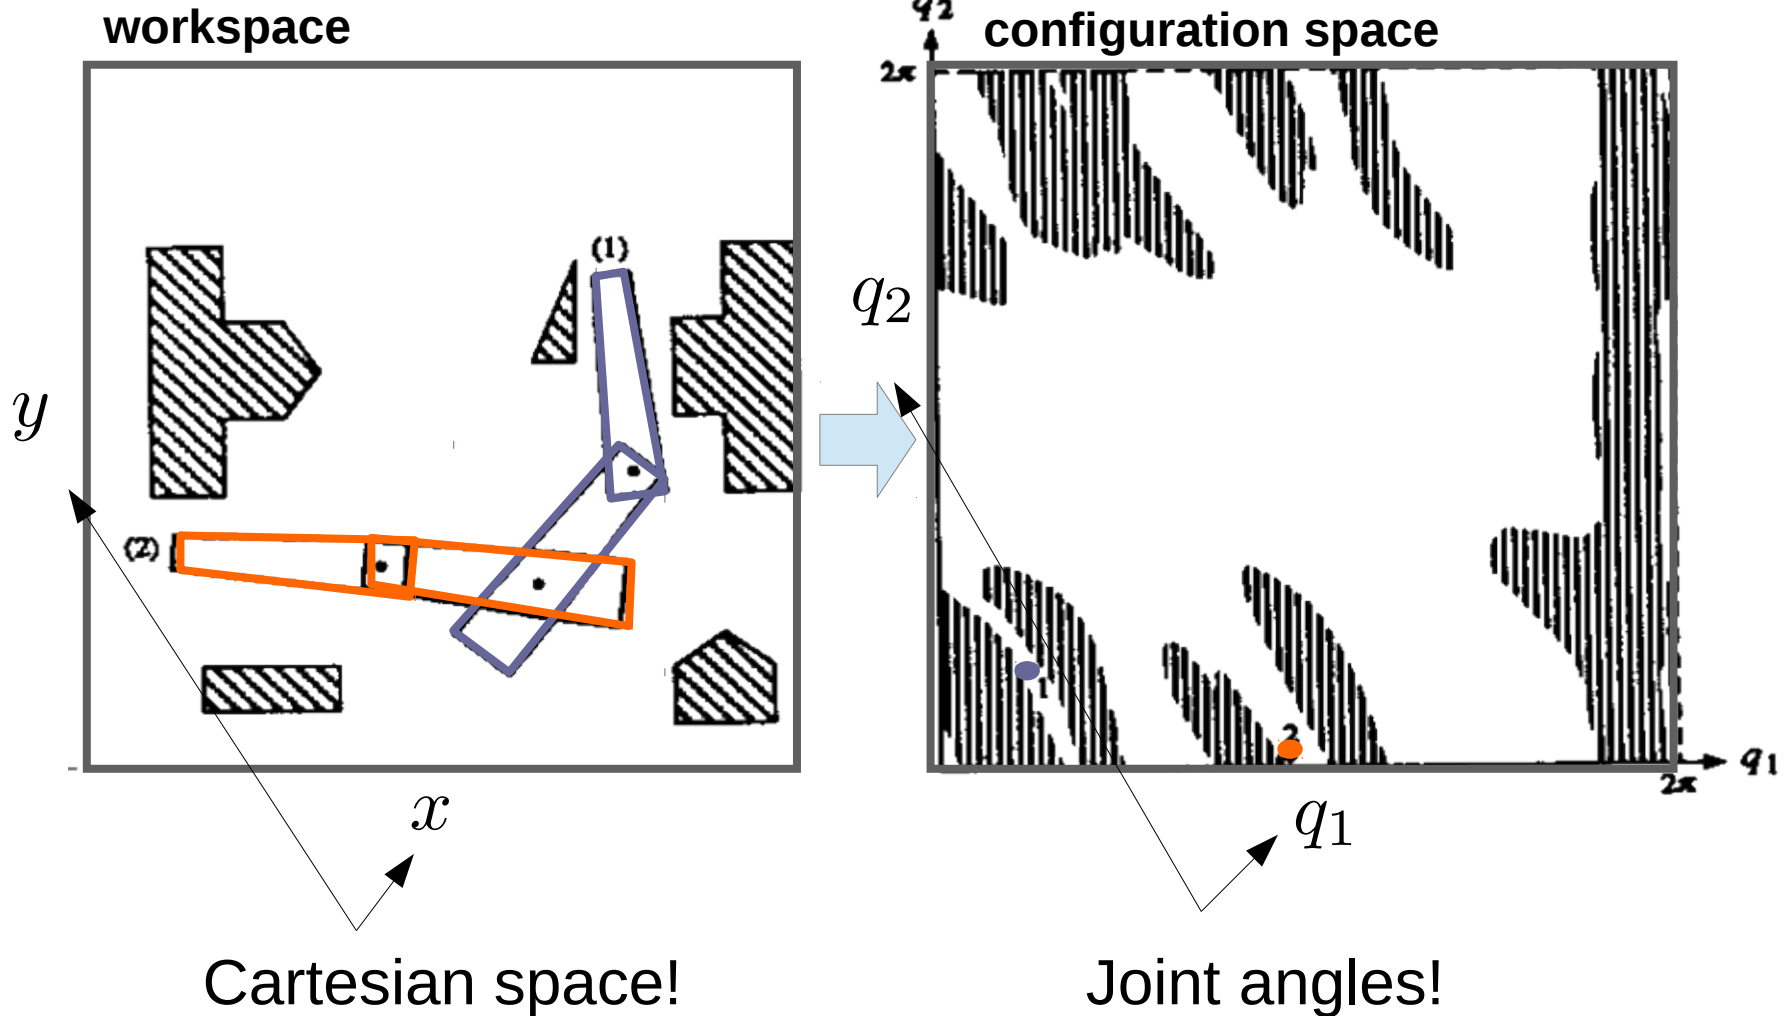 workspace
q2
configuration space
2π
(1)
q2
y
(2)
1
2
q1
2π
x
q1
Cartesian space!
Joint angles!